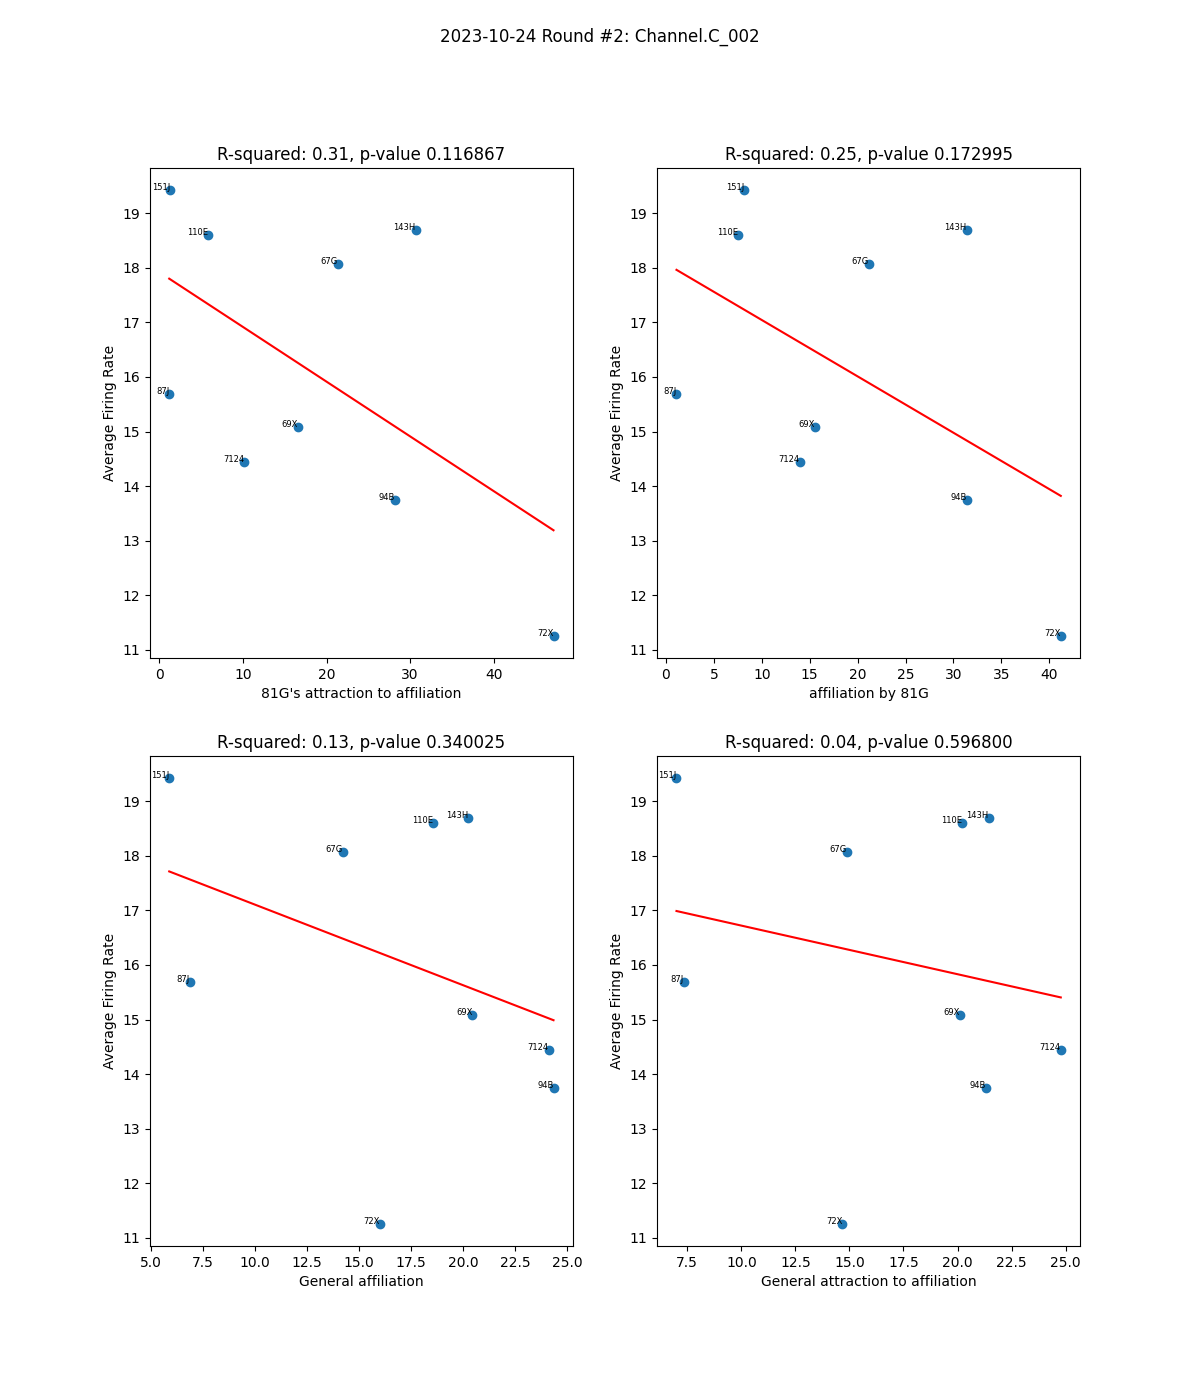 2023-10-24 Round #2: Channel.C_002
R-squared: 0.31, p-value 0.116867
151J
110E
143H
67G
87J
69X
7124
94B
72X
19
18
17
16
15
14
13
12
11
Average Firing Rate
0 10 20 30 40
81G's attraction to affiliation
R-squared: 0.25, p-value 0.172995
151J
110E
143H
67G
87J
69X
7124
94B
72X
19
18
17
16
15
14
13
12
11
Average Firing Rate
0 5 10 15 20 25 30 35 40
affiliation by 81G
R-squared: 0.13, p-value 0.340025
151J
110E
143H
67G
87J
69X
7124
94B
72X
19
18
17
16
15
14
13
12
11
Average Firing Rate
5.0 7.5 10.0 12.5 15.0 17.5 20.0 22.5 25.0
General affiliation
R-squared: 0.04, p-value 0.596800
151J
110E
143H
67G
87J
69X
7124
94B
72X
19
18
17
16
15
14
13
12
11
Average Firing Rate
7.5 10.0 12.5 15.0 17.5 20.0 22.5 25.0
General attraction to affiliation